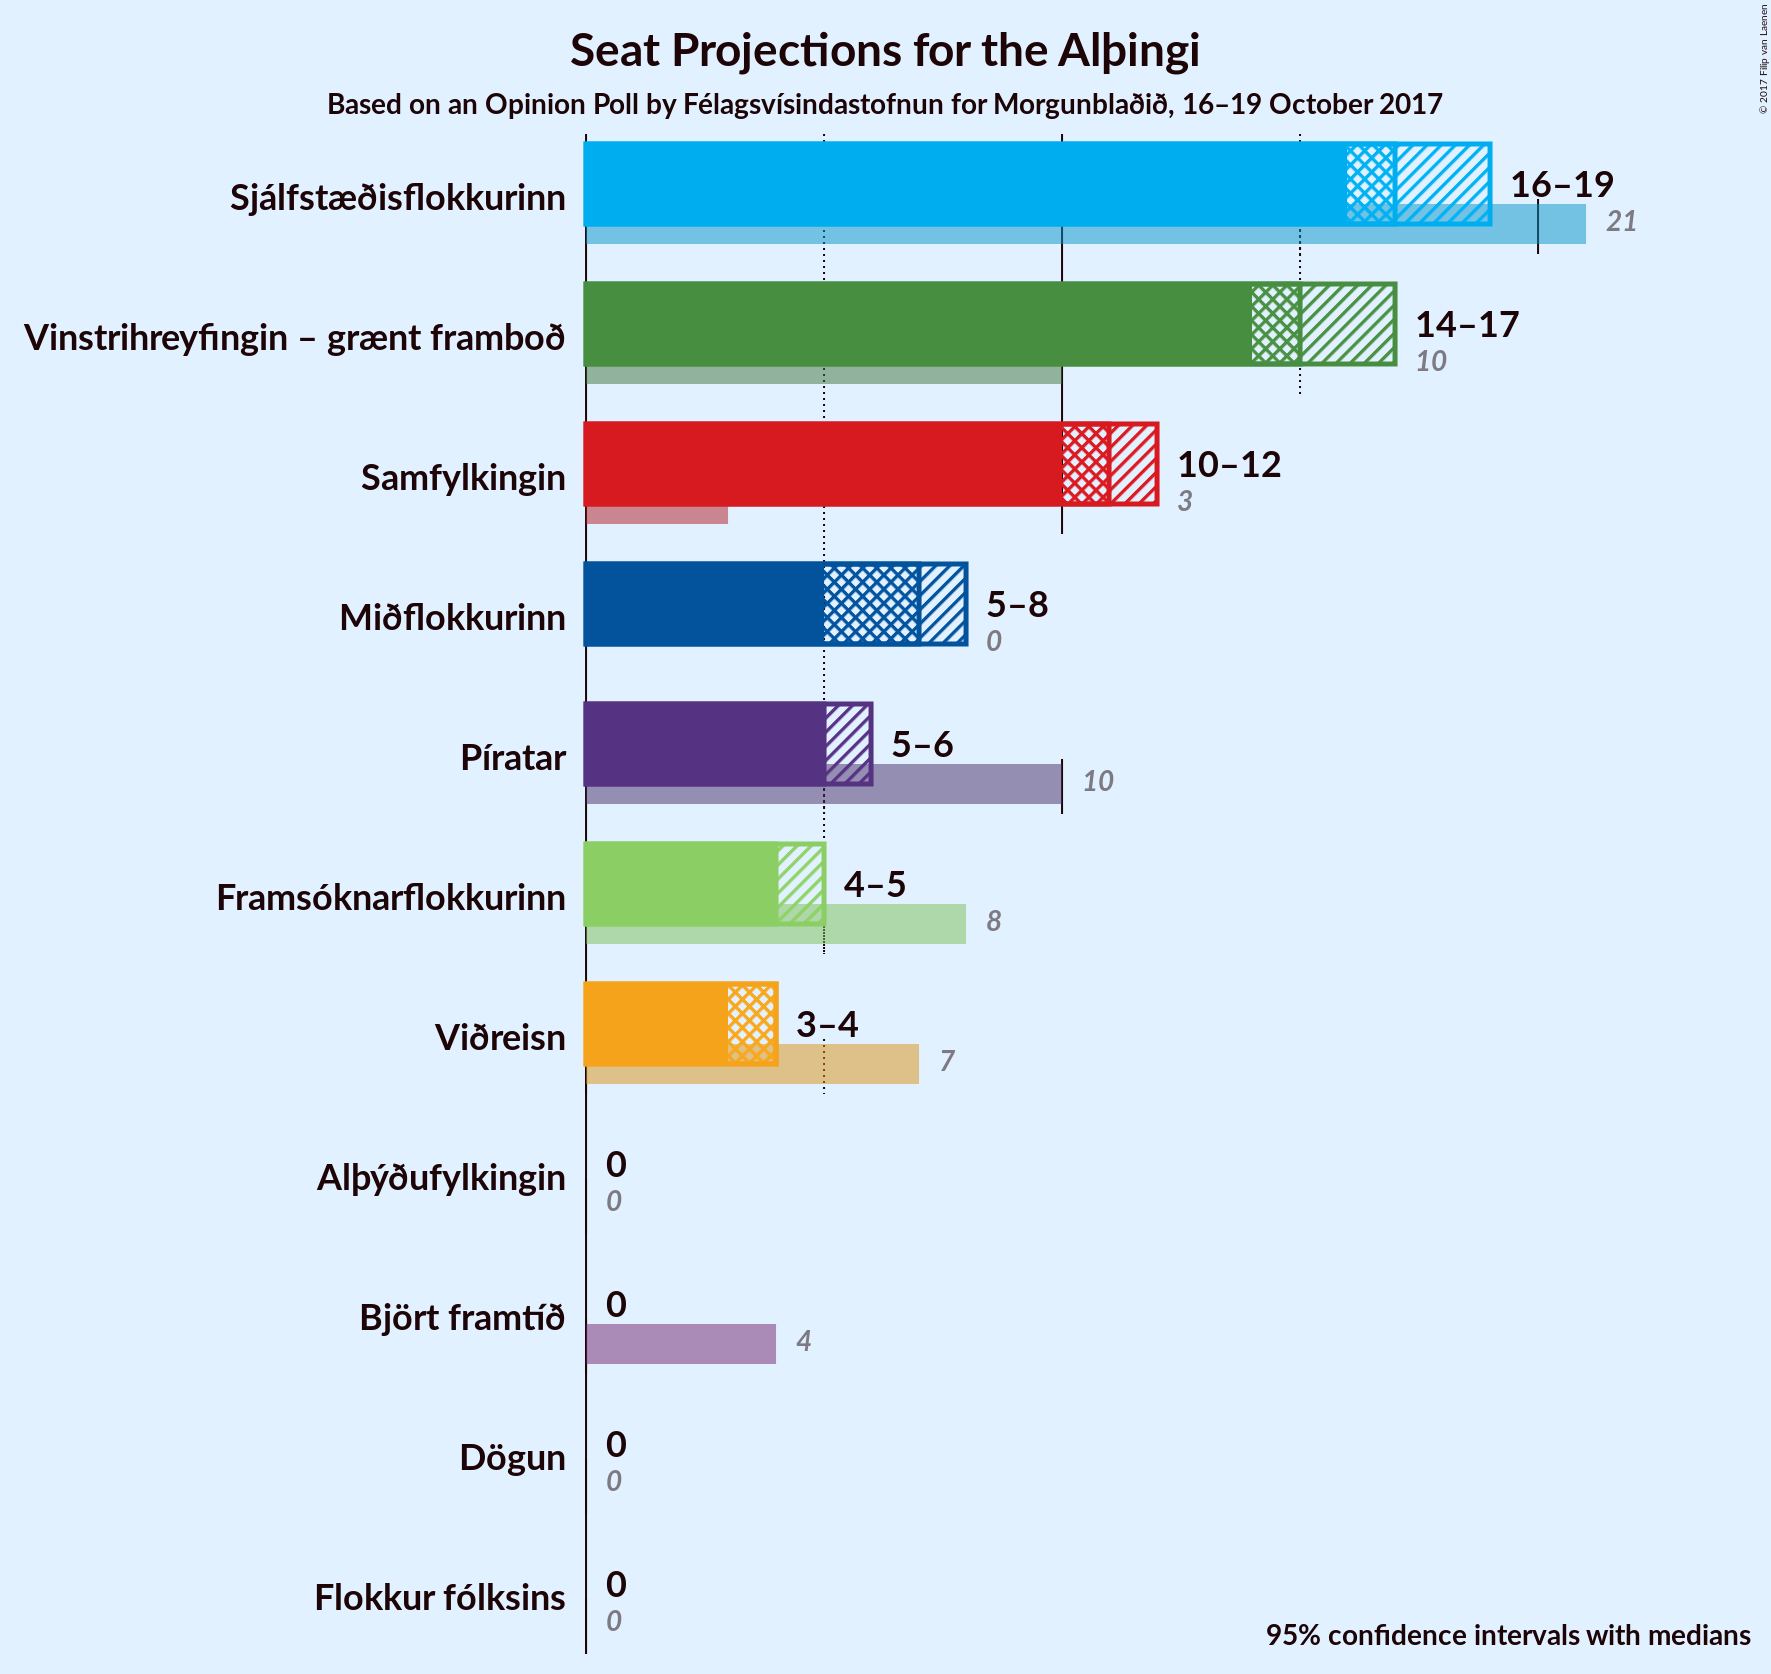 Seat Projections for the Alþingi
Based on an Opinion Poll by Félagsvísindastofnun for Morgunblaðið, 16–19 October 2017
© 2017 Filip van Laenen
Sjálfstæðisflokkurinn
16–19
21
Vinstrihreyfingin – grænt framboð
14–17
10
Samfylkingin
10–12
3
Miðflokkurinn
5–8
0
Píratar
5–6
10
Framsóknarflokkurinn
4–5
8
Viðreisn
3–4
7
Alþýðufylkingin
0
0
Björt framtíð
0
4
Dögun
0
0
Flokkur fólksins
0
0
95% confidence intervals with medians